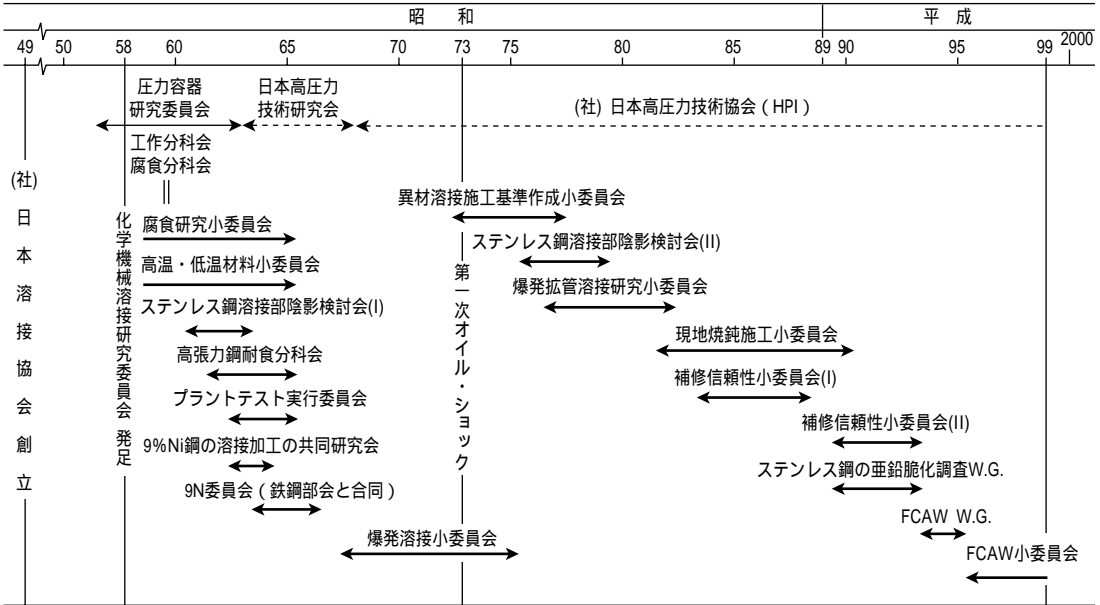 昭 和
平 成
49 50 58 60 65 70 73 75 80 85 89 90 95 99 2000
圧力容器
研究委員会
日本高圧力
技術研究会
(社) 日本高圧力技術協会(HPI)
工作分科会
腐食分科会
(社)日本溶接協会創立
化学機械溶接研究委員会 発足
腐食研究小委員会
高温・低温材料小委員会
ステンレス鋼溶接部陰影検討会(I)
高張力鋼耐食分科会
プラントテスト実行委員会
9%Ni鋼の溶接加工の共同研究会
9N委員会(鉄鋼部会と合同)
爆発溶接小委員会
第一次オイル・ショック
異材溶接施工基準作成小委員会
ステンレス鋼溶接部陰影検討会(II)
爆発拡管溶接研究小委員会
現地焼鈍施工小委員会
補修信頼性小委員会(I)
補修信頼性小委員会(II)
ステンレス鋼の亜鉛脆化調査W.G.
FCAW W.G.
FCAW小委員会